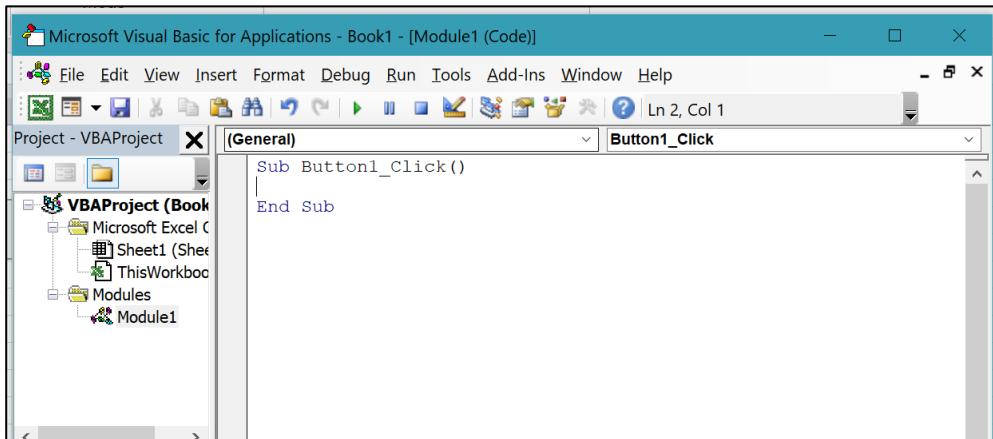 Microsoft Visual Basic for Applications - Book1 - [Module1 (Code)]
File Edit View Insert Format Debug Run Tools Add-Ins Window Help
Ln 2, Col 1
Project - VBAProject
(General)
Button1_Click
Sub Button1_Click()
End Sub
VBAProject (Book
Microsoft Excel
Sheet1 (Shee
ThisWorkboo
Modules
Module1